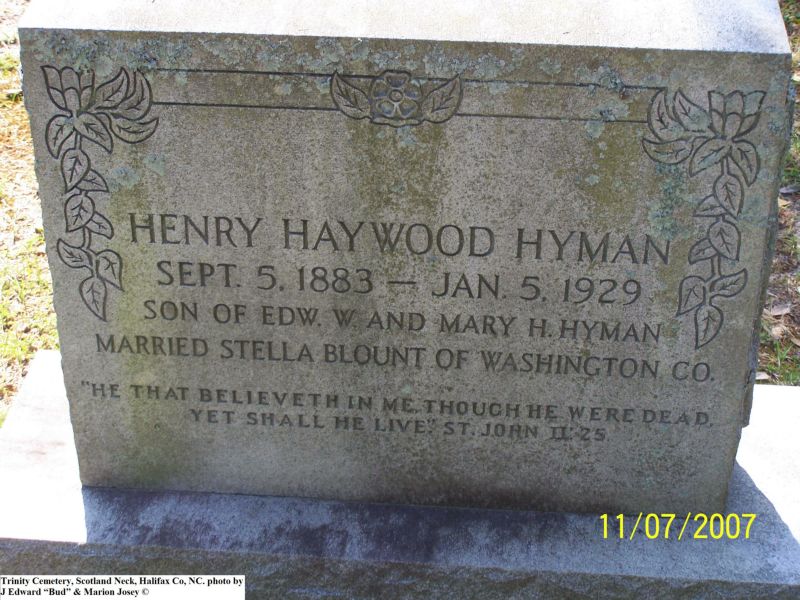 HENRY HAYWOOD HYMAN
SEPT. 5, 1883 — JAN. 5, 1929
SON OF EDW. W. AND MARY H. HYMAN
MARRIED STELLA BLOUNT OF WASHINGTON CO.
"HE THAT BELIEVETH IN ME, THOUGH HE WERE DEAD,
YET SHALL HE LIVE." ST. JOHN II:25
11/07/2007
Trinity Cemetery, Scotland Neck, Halifax Co, NC. photo by
J Edward “Bud” & Marion Josey ©